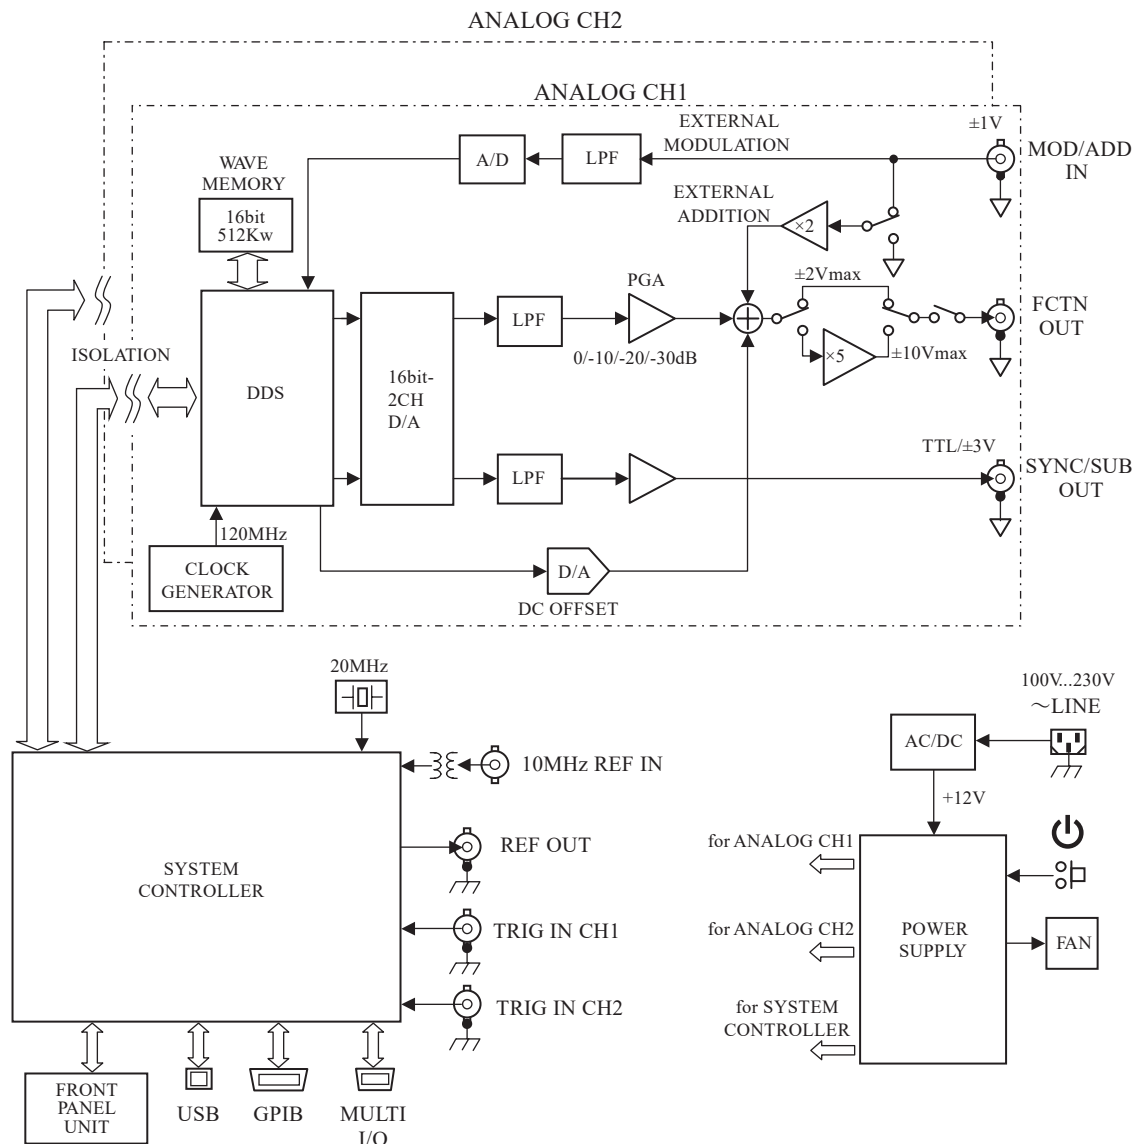 ANALOG CH2
ANALOG CH1
EXTERNAL
MODULATION
±1V
MOD/ADD
IN
A/D
LPF
WAVE
MEMORY
16bit
512Kw
EXTERNAL
ADDITION
×2
±2Vmax
PGA
FCTN
OUT
LPF
0/-10/-20/-30dB
×5
±10Vmax
ISOLATION
DDS
16bit-
2CH
D/A
TTL/±3V
SYNC/SUB
OUT
LPF
120MHz
CLOCK
GENERATOR
D/A
DC OFFSET
20MHz
100V...230V
～LINE
AC/DC
10MHz REF IN
+12V
REF OUT
for ANALOG CH1
SYSTEM
CONTROLLER
TRIG IN CH1
for ANALOG CH2
POWER
SUPPLY
FAN
TRIG IN CH2
for SYSTEM
CONTROLLER
FRONT
PANEL
UNIT
USB
GPIB
MULTI
I/O